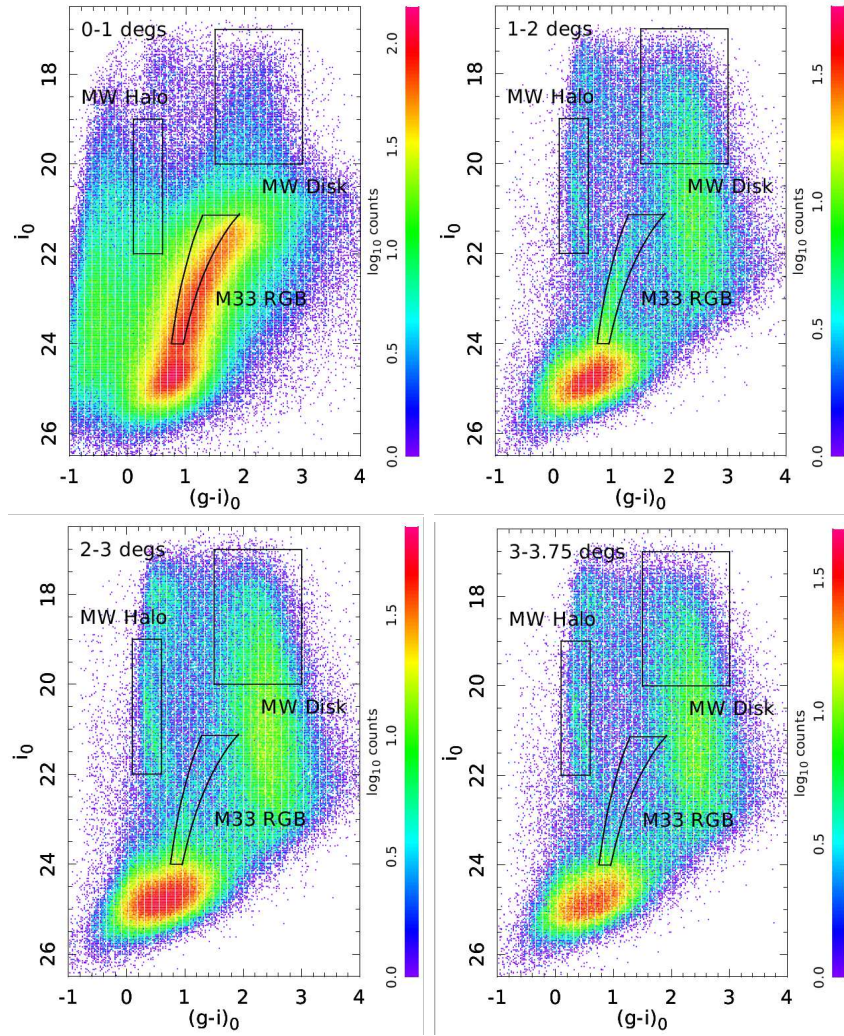 0-1 degs
MW Halo
MW Disk
M33 RGB
18
20
22
24
26
i0
-1 0 1 2 3 4
(g-i)0
0.0 0.5 1.0 1.5 2.0
log10 counts
1-2 degs
MW Halo
MW Disk
M33 RGB
18
20
22
24
26
i0
-1 0 1 2 3 4
(g-i)0
0.0 0.5 1.0 1.5
log10 counts
2-3 degs
MW Halo
MW Disk
M33 RGB
18
20
22
24
26
i0
-1 0 1 2 3 4
(g-i)0
0.0 0.5 1.0 1.5
log10 counts
3-3.75 degs
MW Halo
MW Disk
M33 RGB
18
20
22
24
26
i0
-1 0 1 2 3 4
(g-i)0
0.0 0.5 1.0 1.5
log10 counts